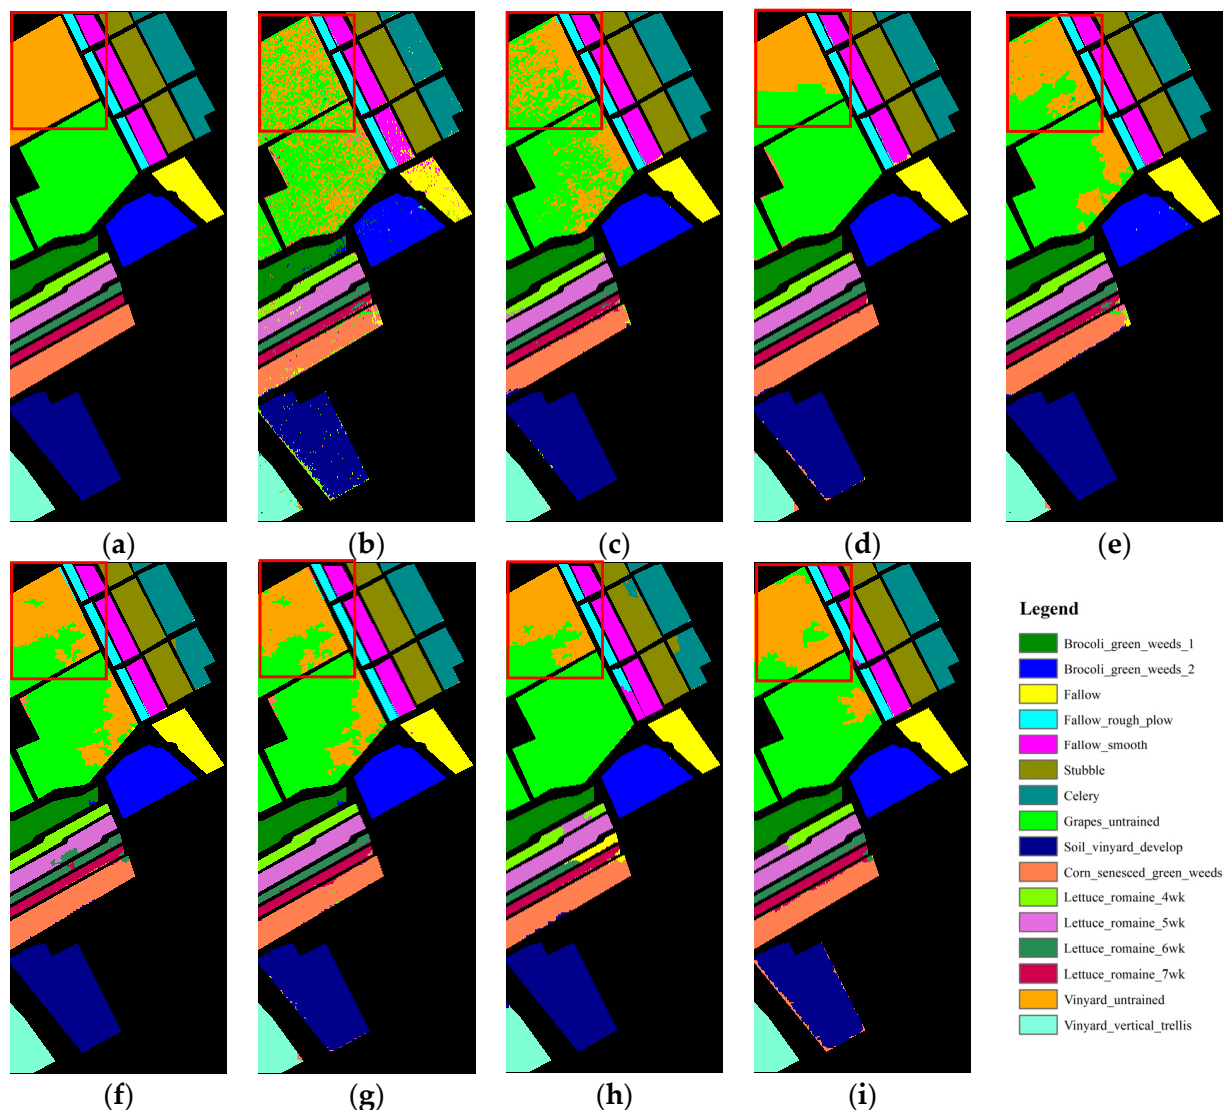 (a)
(b)
(c)
(d)
(e)
(f)
(g)
(h)
(i)
Legend
Brocoli_green_weeds_1
Brocoli_green_weeds_2
Fallow
Fallow_rough_plow
Fallow_smooth
Stubble
Celery
Grapes_untrained
Soil_vinyard_develop
Corn_senesced_green_weeds
Lettuce_romaine_4wk
Lettuce_romaine_5wk
Lettuce_romaine_6wk
Lettuce_romaine_7wk
Vinyard_untrained
Vinyard_vertical_trellis